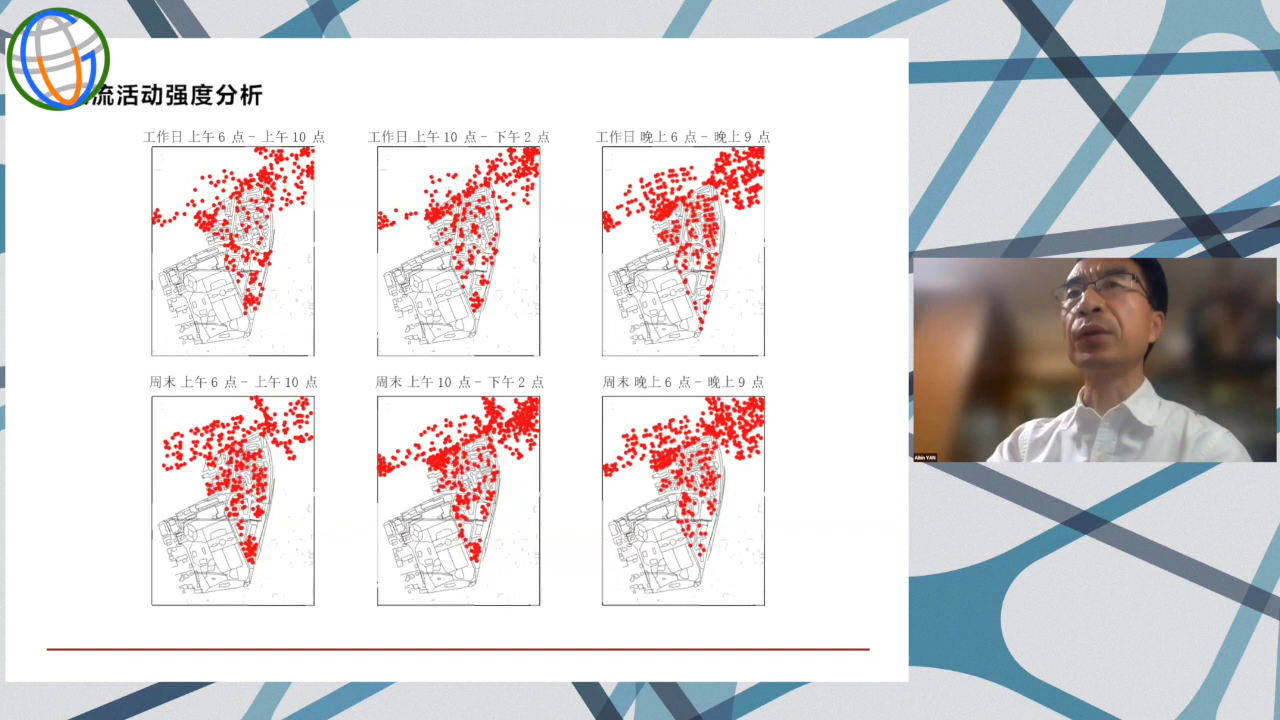 流活动强度分析
工作日 上午 6 点 – 上午 10 点
工作日 上午 10 点 – 下午 2 点
工作日 晚上 6 点 – 晚上 9 点
周末 上午 6 点 – 上午 10 点
周末 上午 10 点 – 下午 2 点
周末 晚上 6 点 – 晚上 9 点
Albin YAN